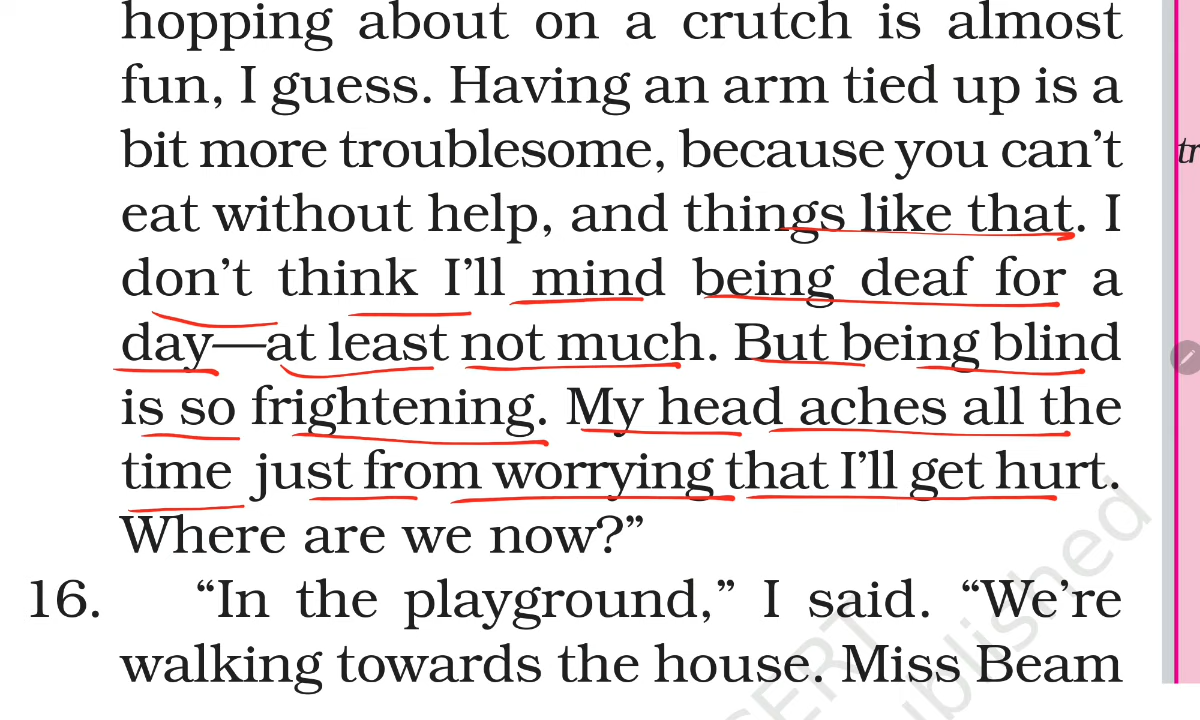 hopping about on a crutch is almost
fun, I guess. Having an arm tied up is a
bit more troublesome, because you can't
eat without help, and things like that. I
don't think I'll mind being deaf for a
day—at least not much. But being blind
is so frightening. My head aches all the
time just from worrying that I'll get hurt.
Where are we now?”
16. “In the playground,” I said. “We're
walking towards the house. Miss Beam